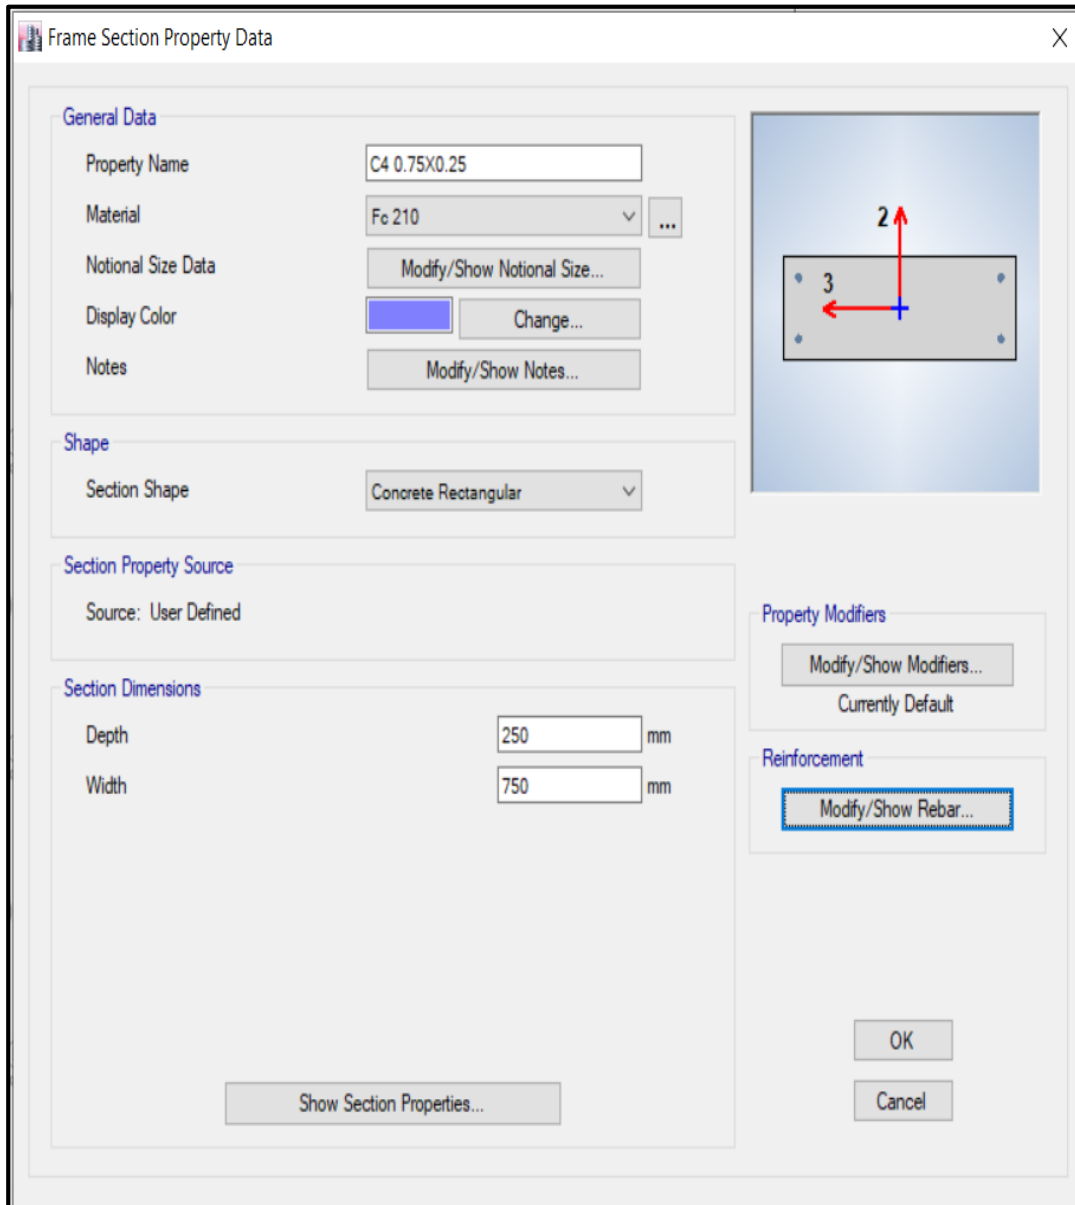 Frame Section Property Data
General Data
Property Name C4 0.75X0.25
Material Fc 210 ...
Notional Size Data Modify/Show Notional Size...
Display Color Change...
Notes Modify/Show Notes...
2
3
Shape
Section Shape Concrete Rectangular
Section Property Source
Source: User Defined
Property Modifiers
Modify/Show Modifiers...
Currently Default
Section Dimensions
Depth 250 mm
Width 750 mm
Reinforcement
Modify/Show Rebar...
Show Section Properties...
OK
Cancel